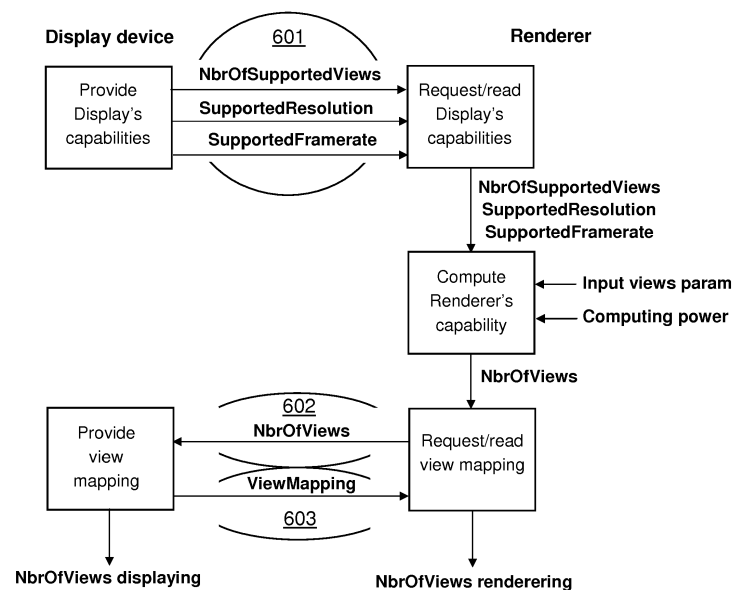 Display device
601
Renderer
Provide
Display's
capabilities
NbrOfSupportedViews
SupportedResolution
SupportedFramerate
Request/read
Display's
capabilities
NbrOfSupportedViews
SupportedResolution
SupportedFramerate
Compute
Renderer's
capability
Input views param
Computing power
NbrOfViews
Provide
view
mapping
602
NbrOfViews
ViewMapping
603
Request/read
view mapping
NbrOfViews displaying
NbrOfViews renderering